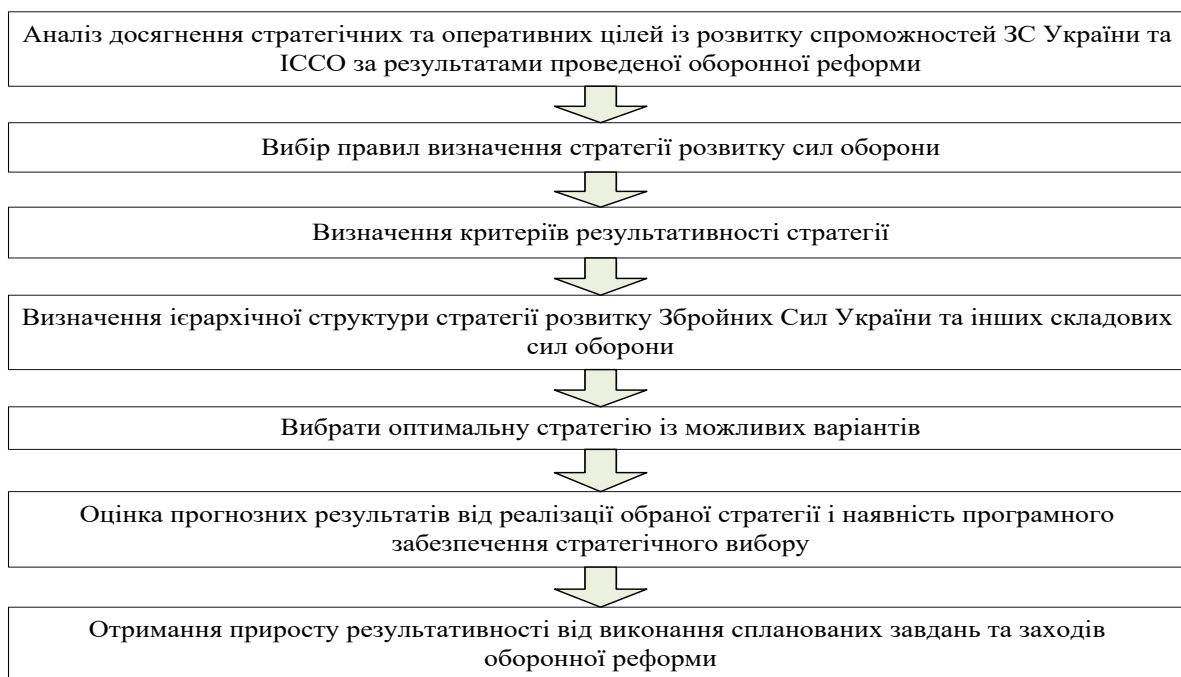 Аналіз досягнення стратегічних та оперативних цілей із розвитку спроможностей ЗС України та
ІССО за результатами проведеної оборонної реформи
Вибір правил визначення стратегії розвитку сил оборони
Визначення критеріїв результативності стратегії
Визначення ієрархічної структури стратегії розвитку Збройних Сил України та інших складових
сил оборони
Вибрати оптимальну стратегію із можливих варіантів
Оцінка прогнозних результатів від реалізації обраної стратегії і наявність програмного
забезпечення стратегічного вибору
Отримання приросту результативності від виконання спланованих завдань та заходів
оборонної реформи